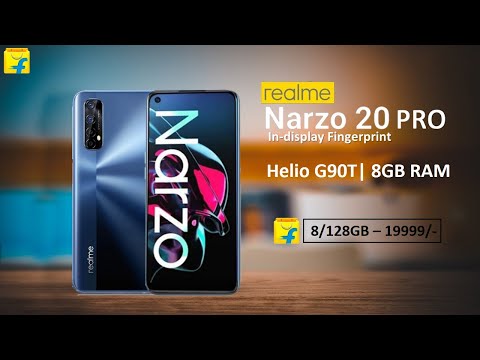 realme
Narzo 20 PRO
In-display Fingerprint
Helio G90T| 8GB RAM
8/128GB – 19999/-
Narzo
realme